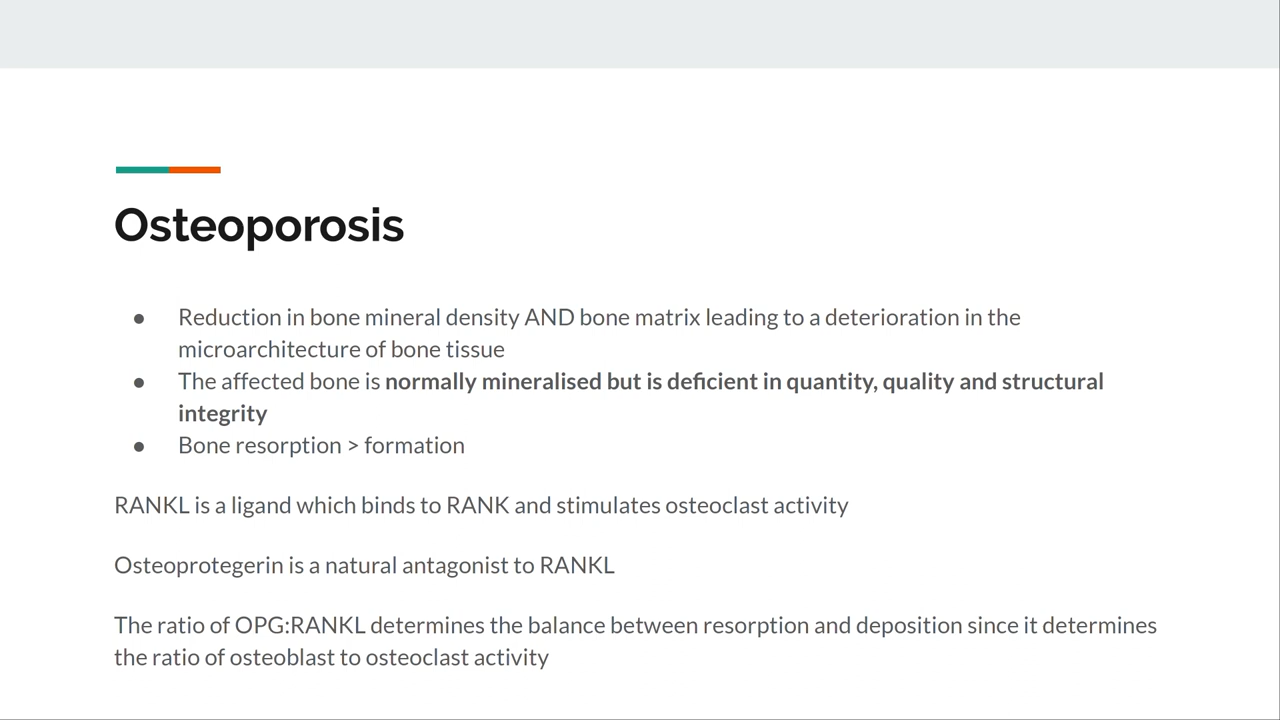 Osteoporosis
● Reduction in bone mineral density AND bone matrix leading to a deterioration in the
microarchitecture of bone tissue
● The affected bone is normally mineralised but is deficient in quantity, quality and structural
integrity
● Bone resorption > formation
RANKL is a ligand which binds to RANK and stimulates osteoclast activity
Osteoprotegerin is a natural antagonist to RANKL
The ratio of OPG:RANKL determines the balance between resorption and deposition since it determines
the ratio of osteoblast to osteoclast activity